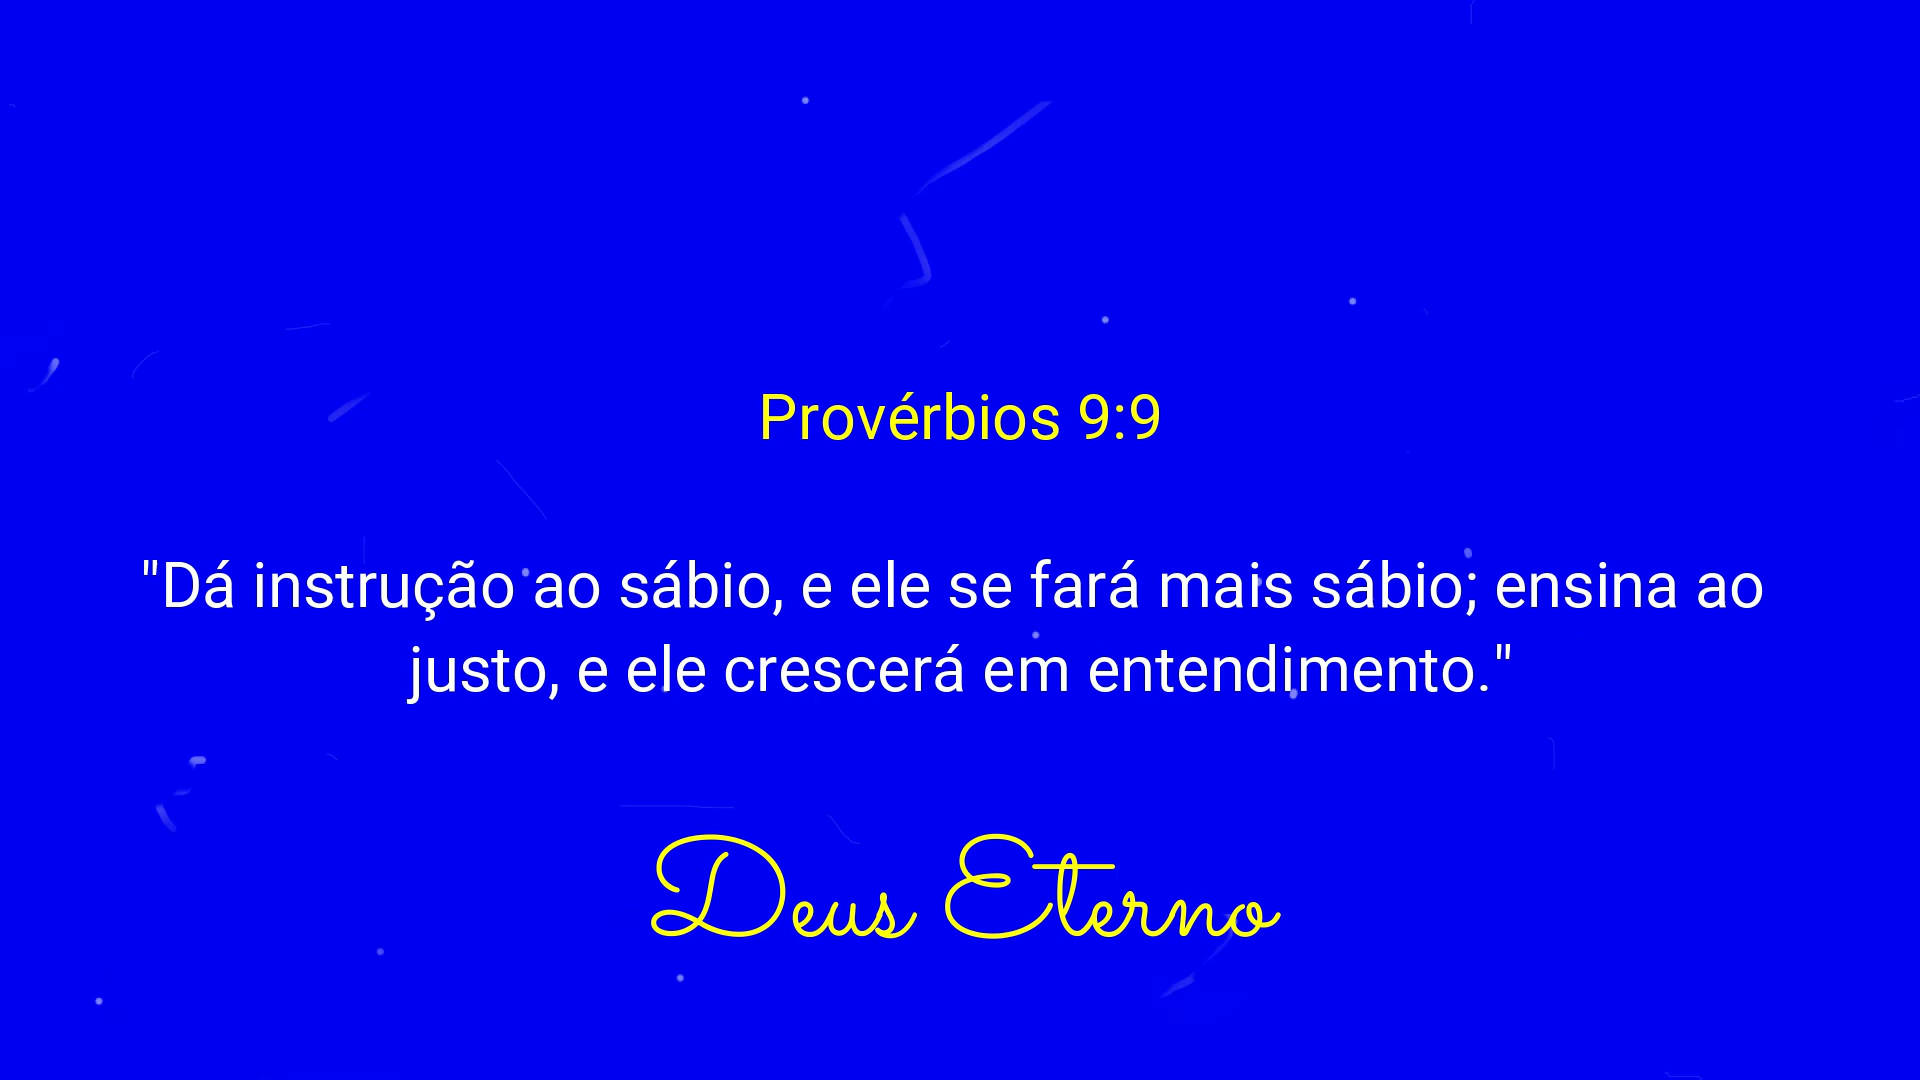 Provérbios 9:9
"Dá instrução ao sábio, e ele se fará mais sábio; ensina ao
justo, e ele crescerá em entendimento."
Deus Eterno